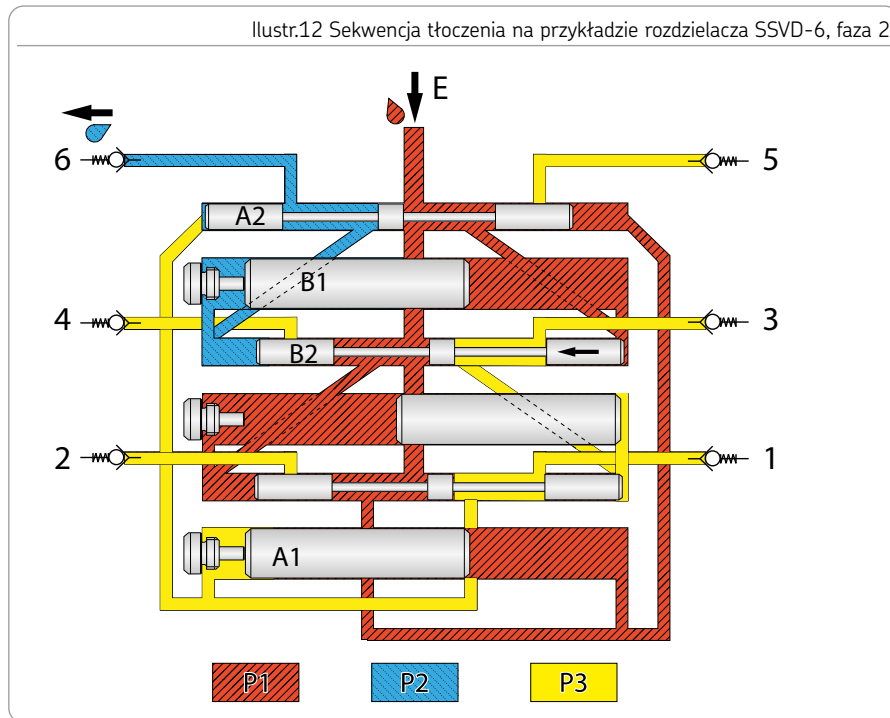 Ilustr.12 Sekwencja tłoczenia na przykładzie rozdzielacza SSVD-6, faza 2
E
6
5
A2
B1
4
3
B2
2
1
A1
P1
P2
P3